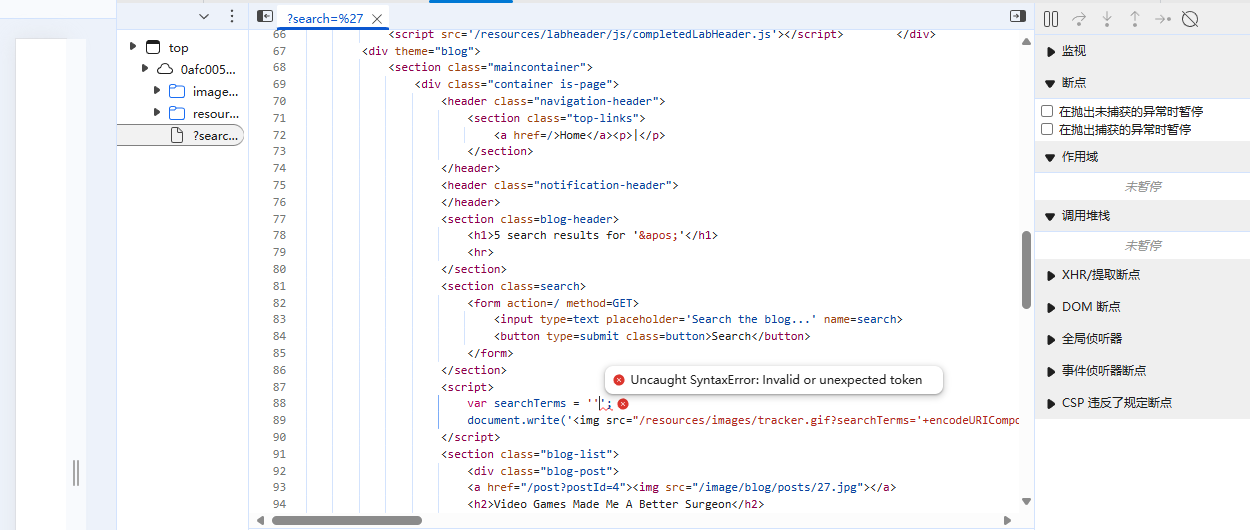 ?search=%27
top
0afc005...
image...
resour...
?searc...
66 <script src='/resources/labheader/js/completedLabHeader.js'></script> </div>
67 <div theme="blog">
68 <section class="maincontainer">
69 <div class="container is-page">
70 <header class="navigation-header">
71 <section class="top-links">
72 <a href=/>Home</a><p>|</p>
73 </section>
74 </header>
75 <header class="notification-header">
76 </header>
77 <section class=blog-header>
78 <h1>5 search results for '&apos;'</h1>
79 <hr>
80 </section>
81 <section class=search>
82 <form action=/ method=GET>
83 <input type=text placeholder='Search the blog...' name=search>
84 <button type=submit class=button>Search</button>
85 </form>
86 </section>
Uncaught SyntaxError: Invalid or unexpected token
87 <script>
88 var searchTerms = ''';
89 document.write('<img src="/resources/images/tracker.gif?searchTerms='+encodeURICompo
90 </script>
91 <section class="blog-list">
92 <div class="blog-post">
93 <a href="/post?postId=4"><img src="/image/blog/posts/27.jpg"></a>
94 <h2>Video Games Made Me A Better Surgeon</h2>
监视
断点
在抛出未捕获的异常时暂停
在抛出捕获的异常时暂停
作用域
未暂停
调用堆栈
未暂停
XHR/提取断点
DOM 断点
全局侦听器
事件侦听器断点
CSP 违反了规定断点